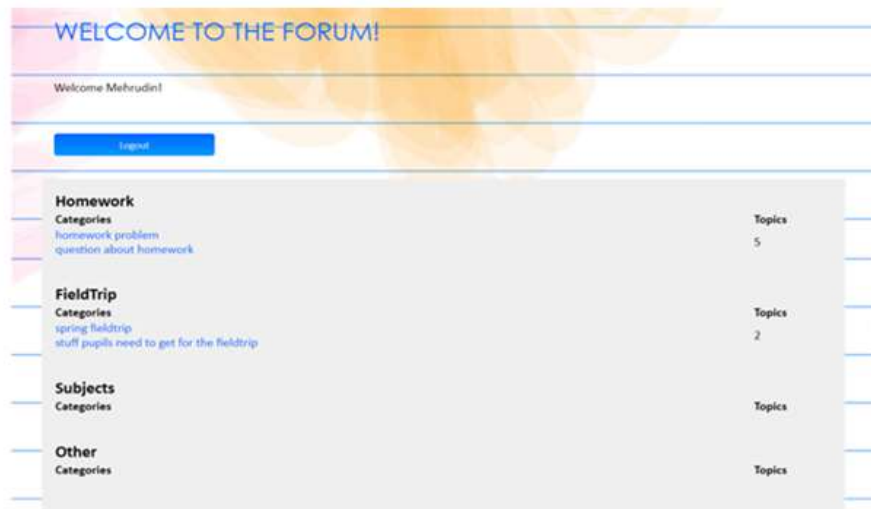 WELCOME TO THE FORUM!
Welcome Mehrudin!
Logout
Homework
Categories Topics
homework problem 5
question about homework
FieldTrip
Categories Topics
spring fieldtrip 2
stuff pupils need to get for the fieldtrip
Subjects
Categories Topics
Other
Categories Topics